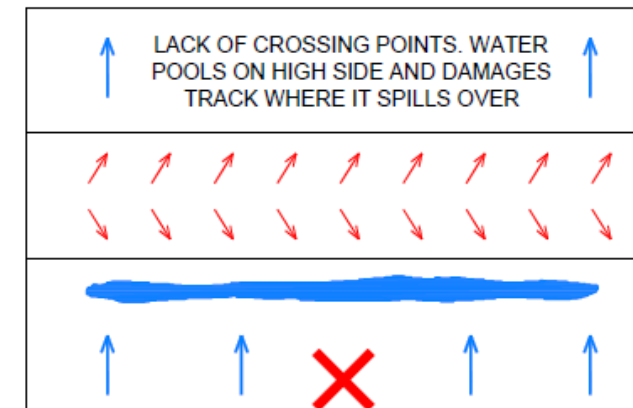 LACK OF CROSSING POINTS. WATER
POOLS ON HIGH SIDE AND DAMAGES
TRACK WHERE IT SPILLS OVER